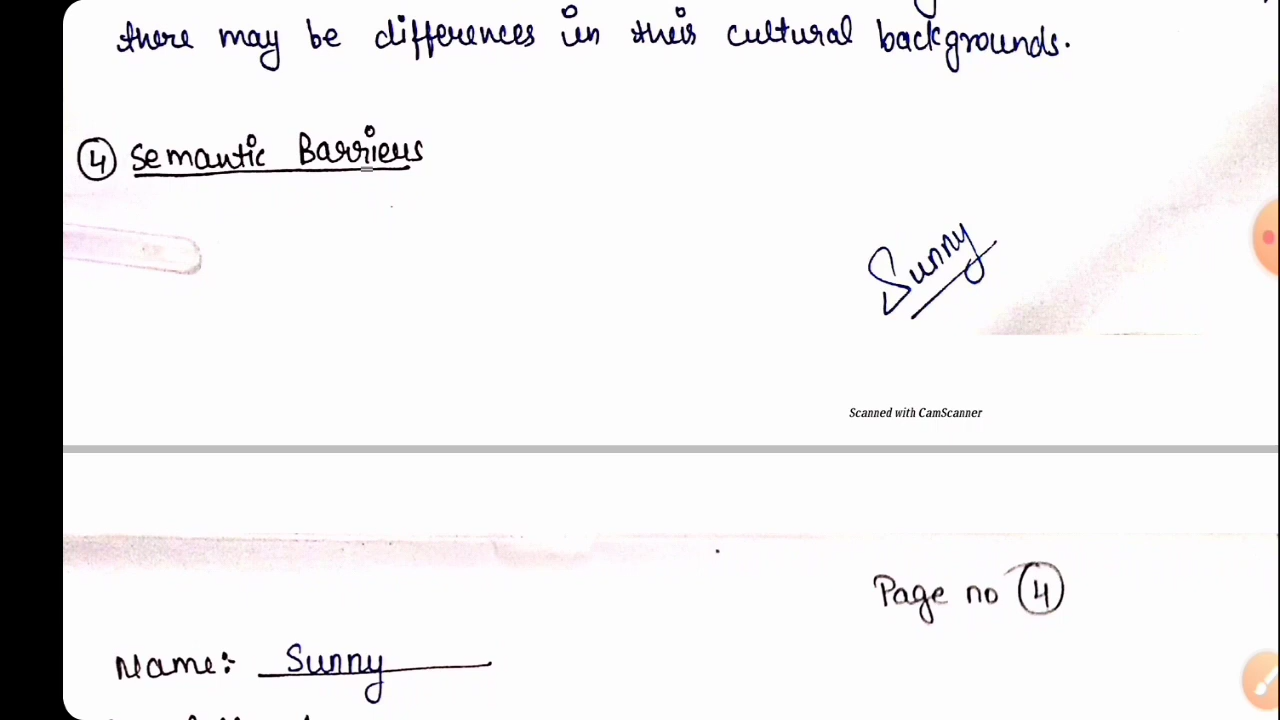 there may be differences in their cultural backgrounds.
④ Semantic Barriers
Sunny
Scanned with CamScanner
Page no ④
Name:- Sunny